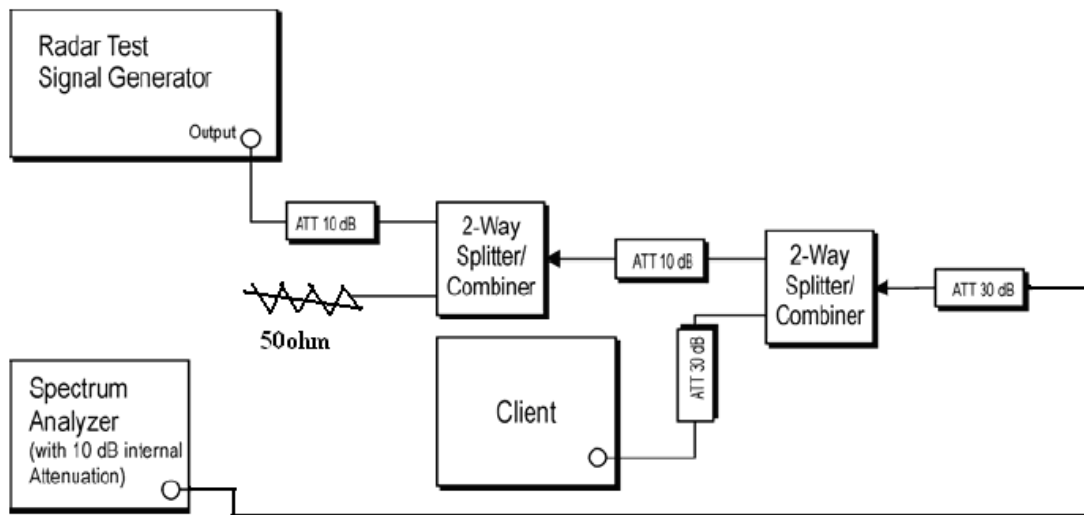 Radar Test
Signal Generator
Output
ATT 10 dB
2-Way
Splitter/
Combiner
ATT 10 dB
2-Way
Splitter/
Combiner
ATT 30 dB
50ohm
ATT 30 dB
Client
Spectrum
Analyzer
(with 10 dB internal
Attenuation)